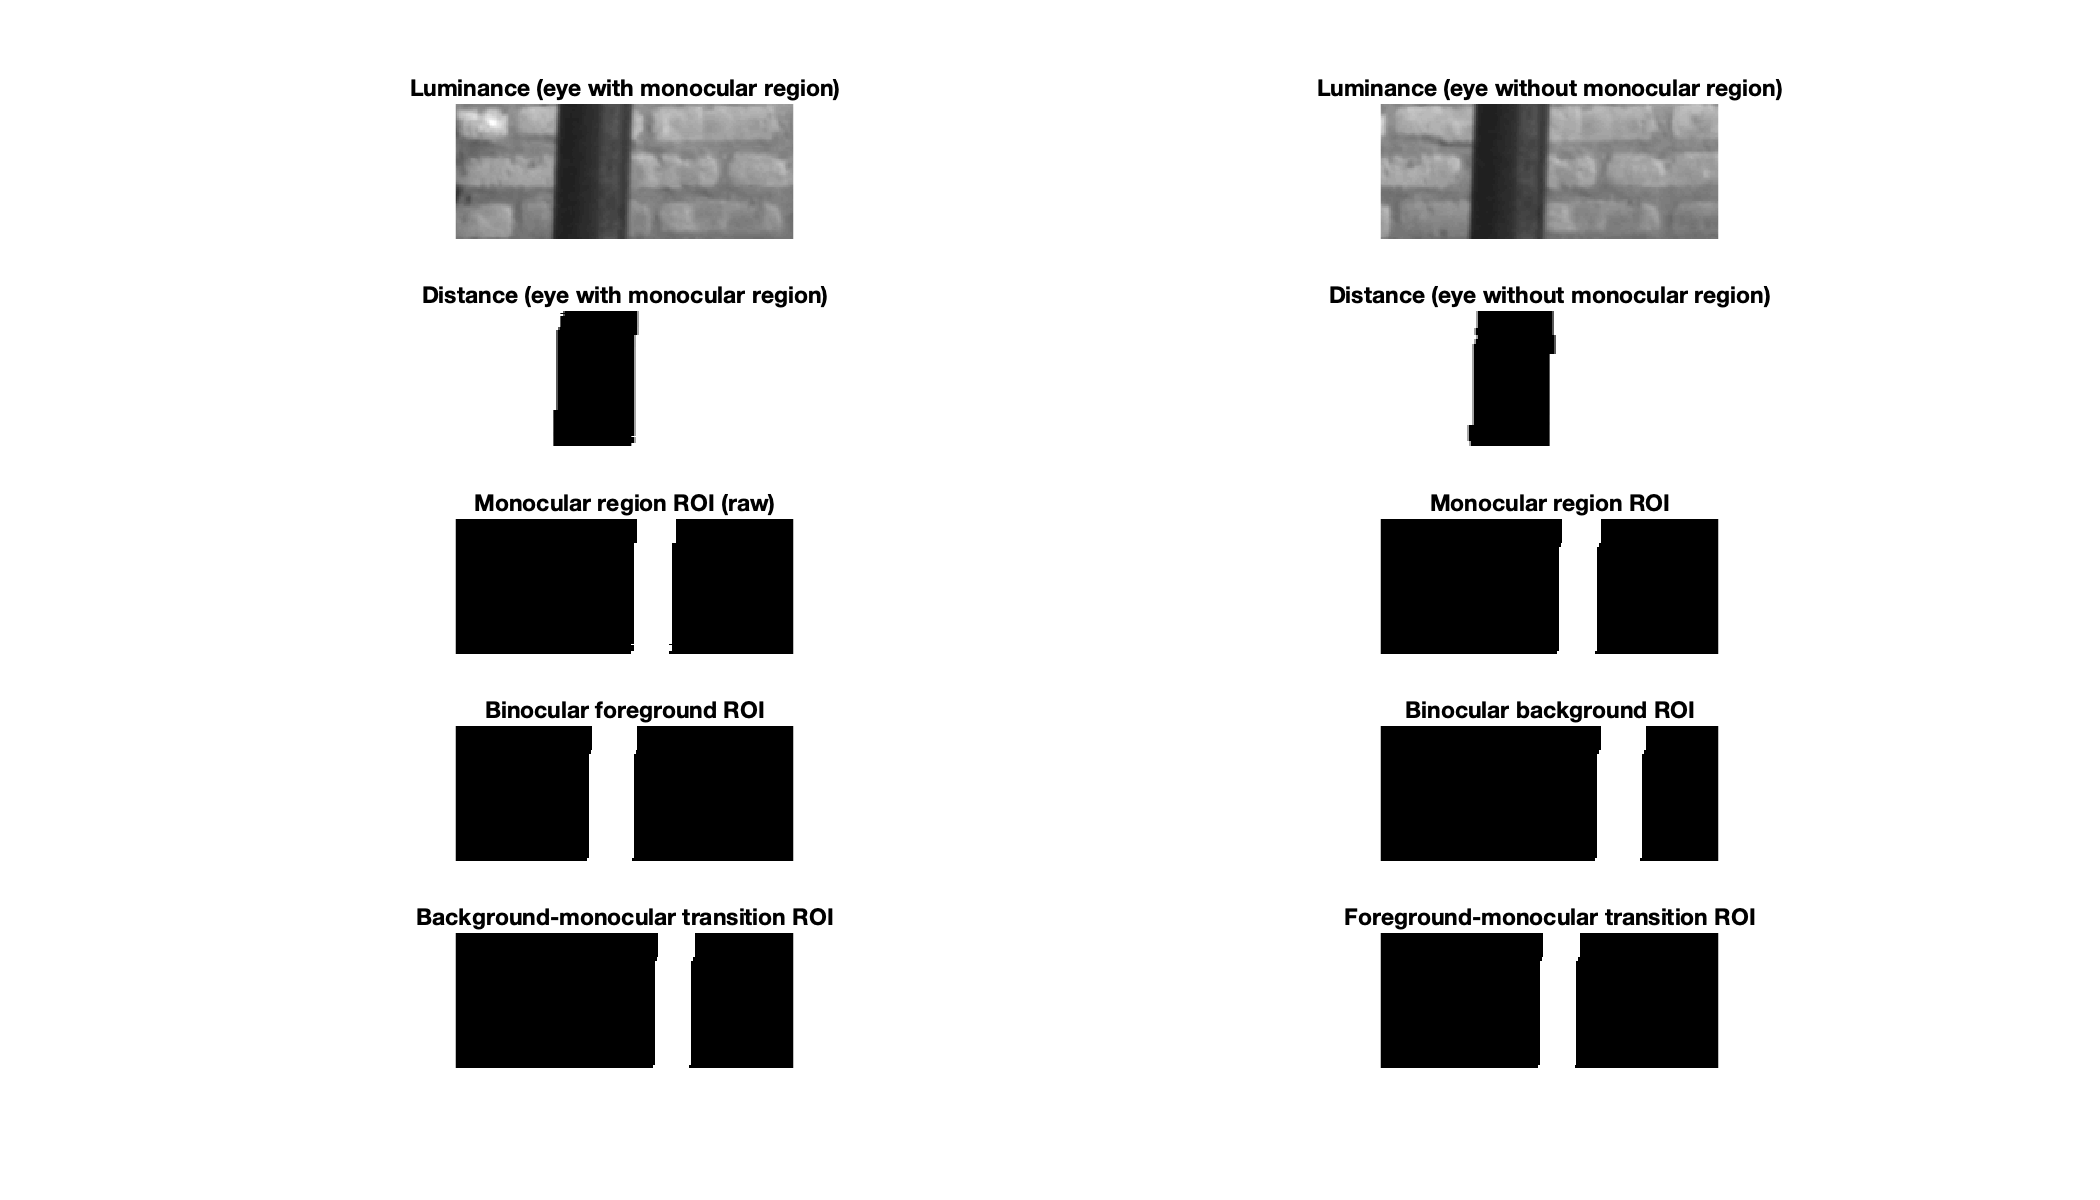 Luminance (eye with monocular region)
Luminance (eye without monocular region)
Distance (eye with monocular region)
Distance (eye without monocular region)
Monocular region ROI (raw)
Monocular region ROI
Binocular foreground ROI
Binocular background ROI
Background-monocular transition ROI
Foreground-monocular transition ROI